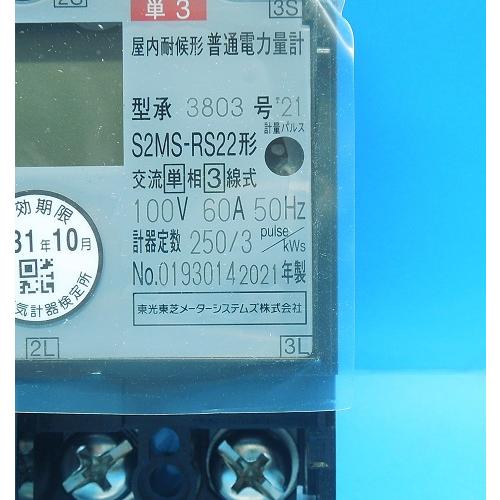 2S
3S
単3
屋内耐候形 普通電力量計
型承 3803 号 '21
計量パルス
S2MS-RS22形
交流単相3線式
100V 60A 50Hz
計器定数 250/3 pulse/kWs
No.0193014 2021年製
東光東芝メーターシステムズ株式会社
効期限
31年10月
気計器検定所
2L
3L